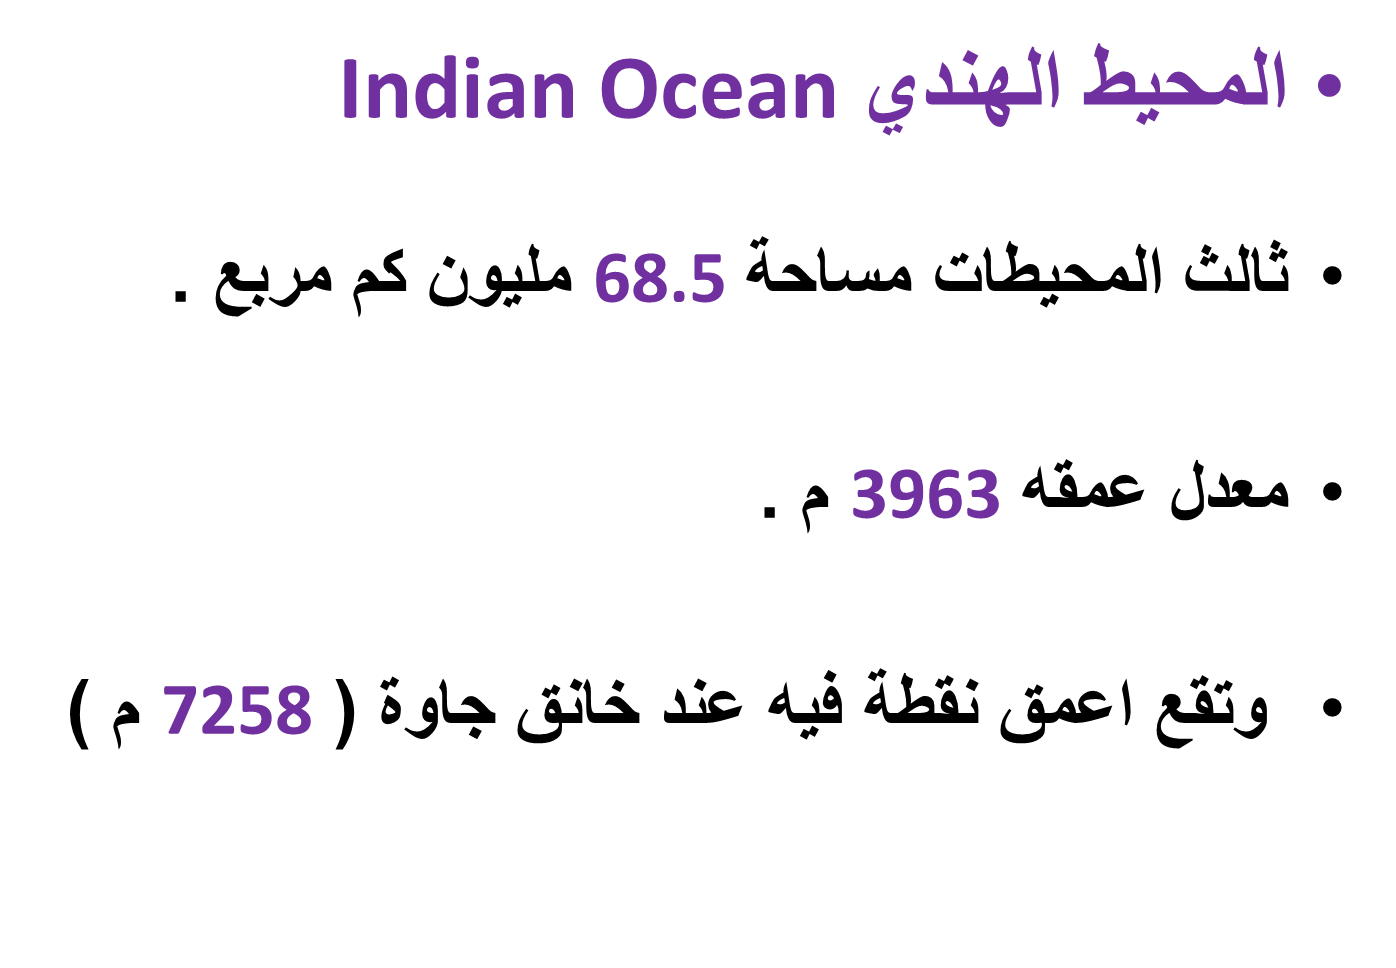 • المحيط الهندي Indian Ocean
• ثالث المحيطات مساحة 68.5 مليون كم مربع .
• معدل عمقه 3963 م .
• وتقع اعمق نقطة فيه عند خانق جاوة ( 7258 م )